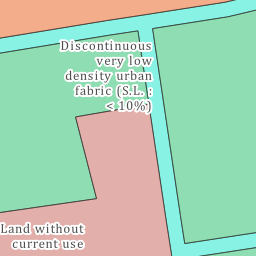 Discontinuous
very low
density urban
fabric (S.L. :
< 10%)
Land without
current use